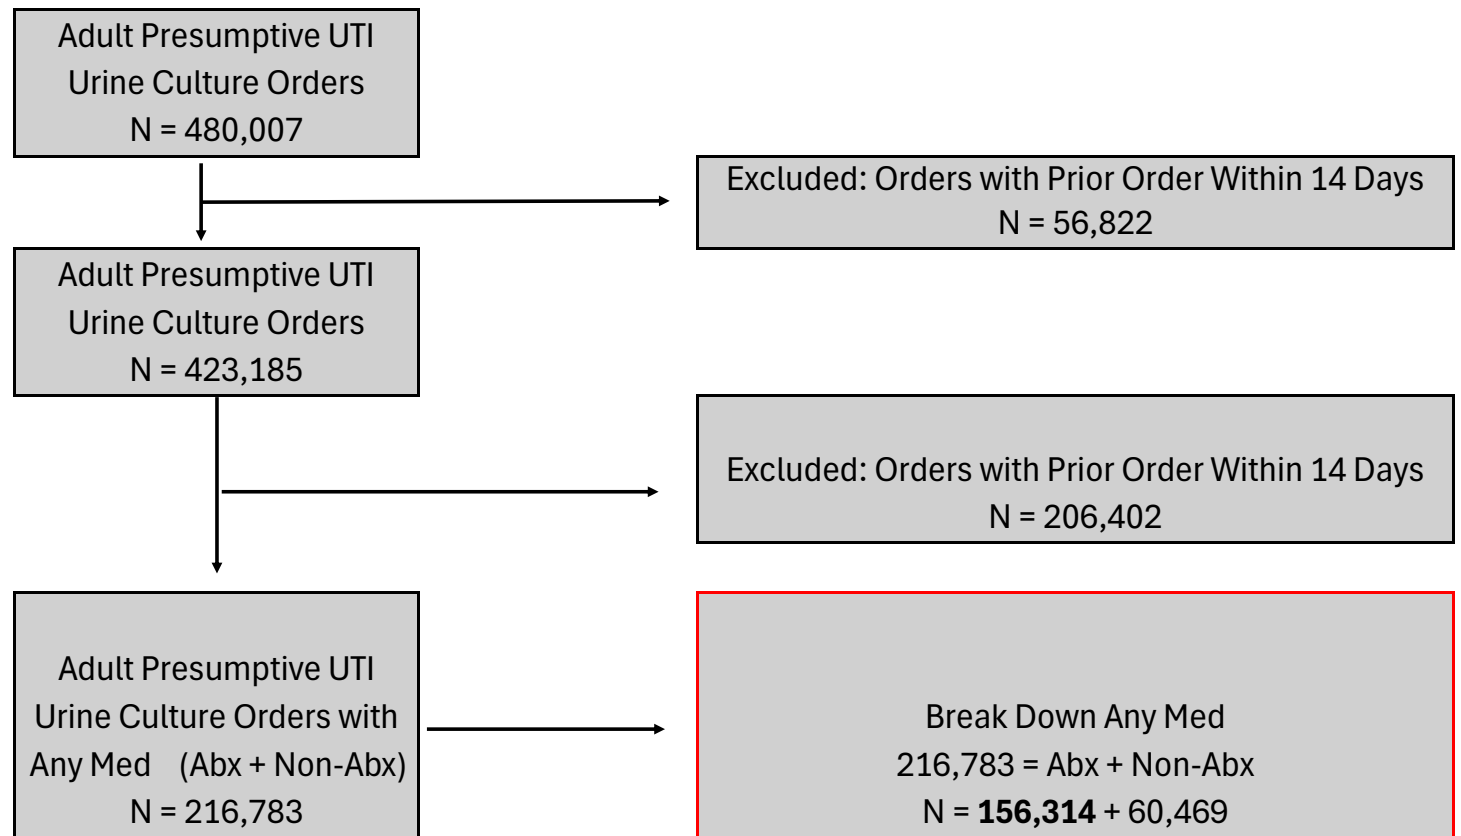 Adult Presumptive UTI
Urine Culture Orders
N = 480,007
Excluded: Orders with Prior Order Within 14 Days
N = 56,822
Adult Presumptive UTI
Urine Culture Orders
N = 423,185
Excluded: Orders with Prior Order Within 14 Days
N = 206,402
Adult Presumptive UTI
Urine Culture Orders with
Any Med (Abx + Non-Abx)
N = 216,783
Break Down Any Med
216,783 = Abx + Non-Abx
N = 156,314 + 60,469